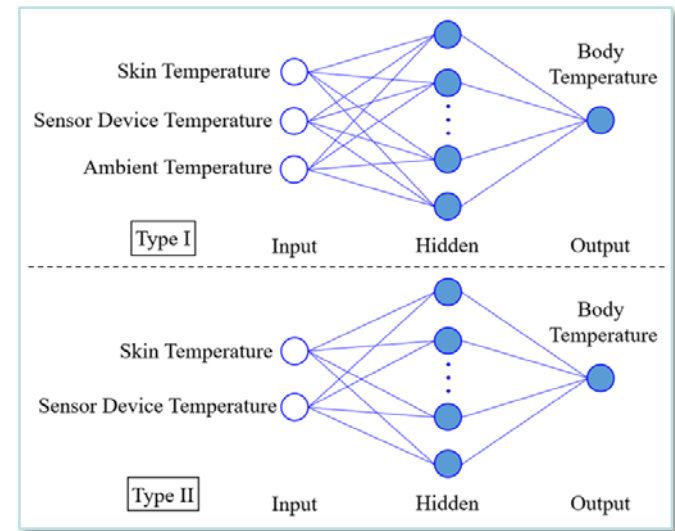 Skin Temperature
Sensor Device Temperature
Ambient Temperature
Body
Temperature
Type I
Input
Hidden
Output
Skin Temperature
Sensor Device Temperature
Body
Temperature
Type II
Input
Hidden
Output